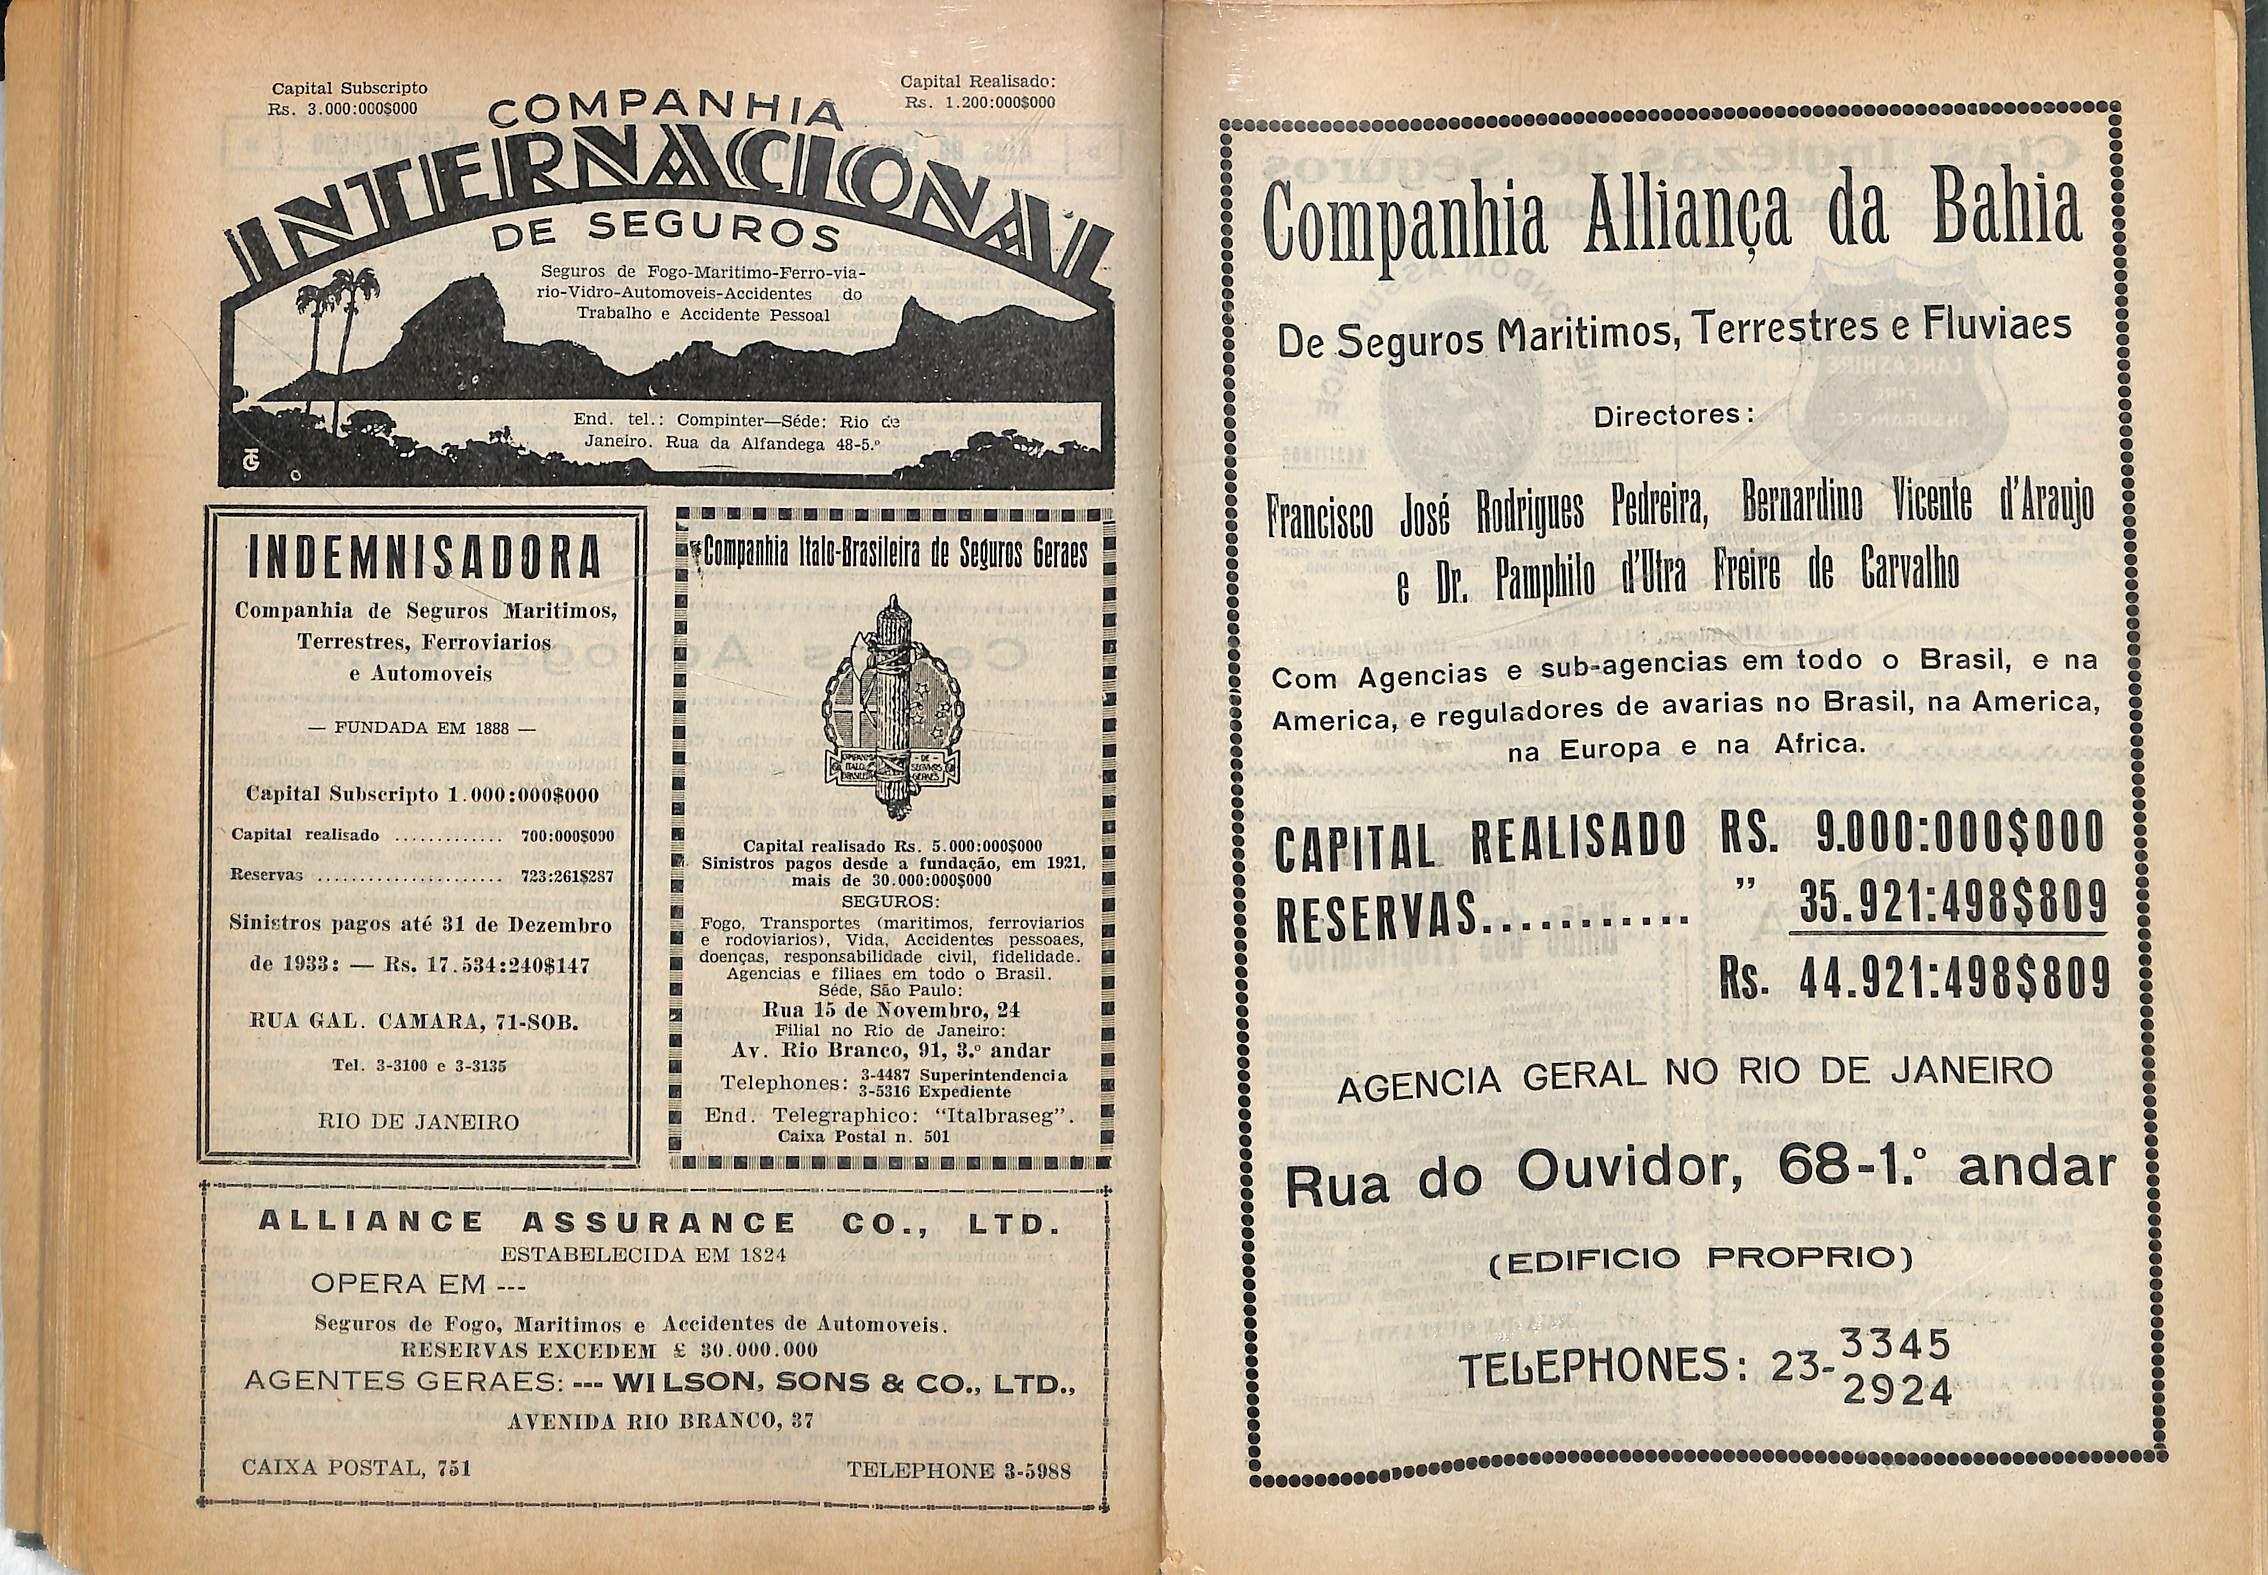 Capital Subscripto
Rs. 3.000:000$000
Capital Realisado:
Rs. 1.200:000$000
COMPANHIA
INTERNACIONAL
DE SEGUROS
Seguros de Fogo-Maritimo-Ferro-via-
rio-Vidro-Automoveis-Accidentes do
Trabalho e Accidente Pessoal
End. tel.: Compinter—Séde: Rio de
Janeiro. Rua da Alfandega 48-5.º
INDEMNISADORA
Companhia de Seguros Maritimos,
Terrestres, Ferroviarios
e Automoveis
— FUNDADA EM 1888 —
Capital Subscripto 1.000:000$000
Capital realisado ............. 700:000$000
Reservas ...................... 723:261$287
Sinistros pagos até 31 de Dezembro
de 1933: — Rs. 17.534:240$147
RUA GAL. CAMARA, 71-SOB.
Tel. 3-3100 e 3-3135
RIO DE JANEIRO
Companhia Italo-Brasileira de Seguros Geraes
COMPANHIA ITALO BRASILEIRA
DE SEGVROS GERAES
Capital realisado Rs. 5.000:000$000
Sinistros pagos desde a fundação, em 1921,
mais de 30.000:000$000
SEGUROS:
Fogo, Transportes (maritimos, ferroviarios
e rodoviarios), Vida, Accidentes pessoaes,
doenças, responsabilidade civil, fidelidade.
Agencias e filiaes em todo o Brasil.
Séde, São Paulo:
Rua 15 de Novembro, 24
Filial no Rio de Janeiro:
Av. Rio Branco, 91, 3.º andar
Telephones: 3-4487 Superintendencia
3-5316 Expediente
End. Telegraphico: “Italbraseg”.
Caixa Postal n. 501
ALLIANCE ASSURANCE CO., LTD.
ESTABELECIDA EM 1824
OPERA EM ---
Seguros de Fogo, Maritimos e Accidentes de Automoveis.
RESERVAS EXCEDEM £ 30.000.000
AGENTES GERAES: --- WILSON, SONS & CO., LTD.,
AVENIDA RIO BRANCO, 37
CAIXA POSTAL, 751
TELEPHONE 3-5988
Companhia Alliança da Bahia
De Seguros Maritimos, Terrestres e Fluviaes
Directores:
Francisco José Rodrigues Pedreira, Bernardino Vicente d'Araujo
e Dr. Pamphilo d'Utra Freire de Carvalho
Com Agencias e sub-agencias em todo o Brasil, e na
America, e reguladores de avarias no Brasil, na America,
na Europa e na Africa.
CAPITAL REALISADO RS. 9.000:000$000
RESERVAS........... ” 35.921:498$809
Rs. 44.921:498$809
AGENCIA GERAL NO RIO DE JANEIRO
Rua do Ouvidor, 68-1.º andar
(EDIFICIO PROPRIO)
TELEPHONES: 23- 3345
2924